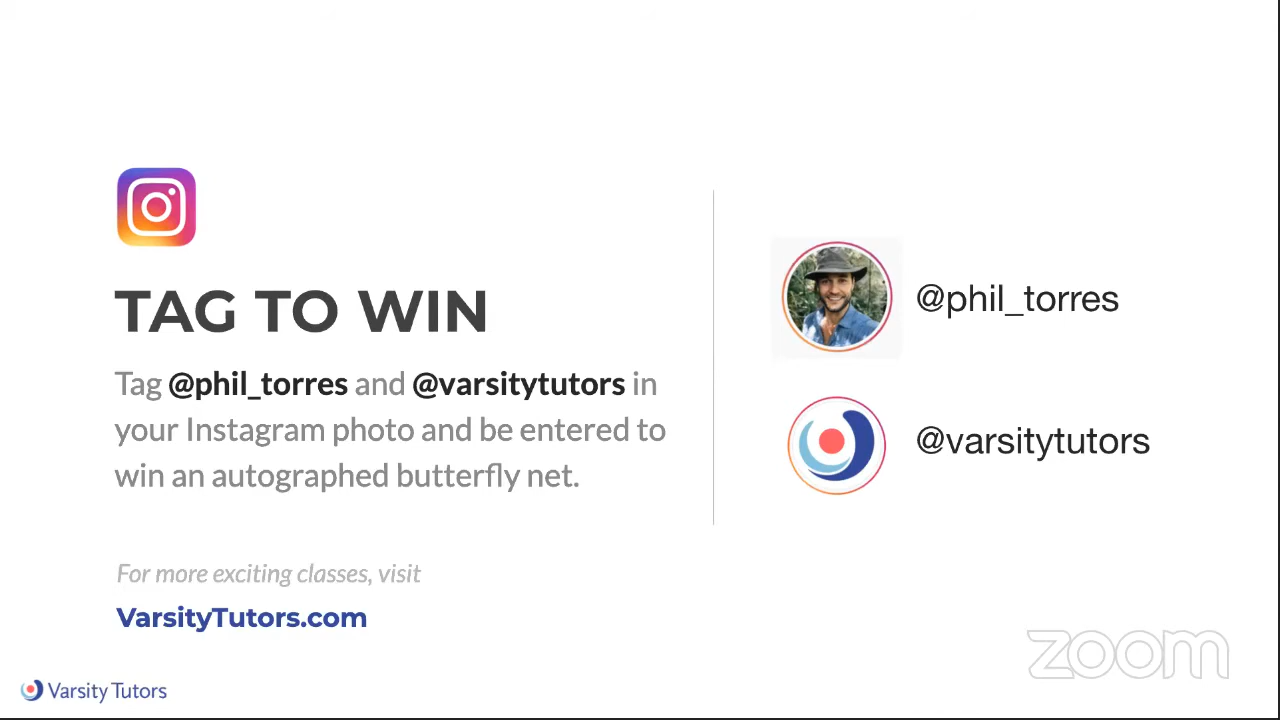 TAG TO WIN
Tag @phil_torres and @varsitytutors in
your Instagram photo and be entered to
win an autographed butterfly net.
For more exciting classes, visit
VarsityTutors.com
@phil_torres
@varsitytutors
Varsity Tutors
zoom